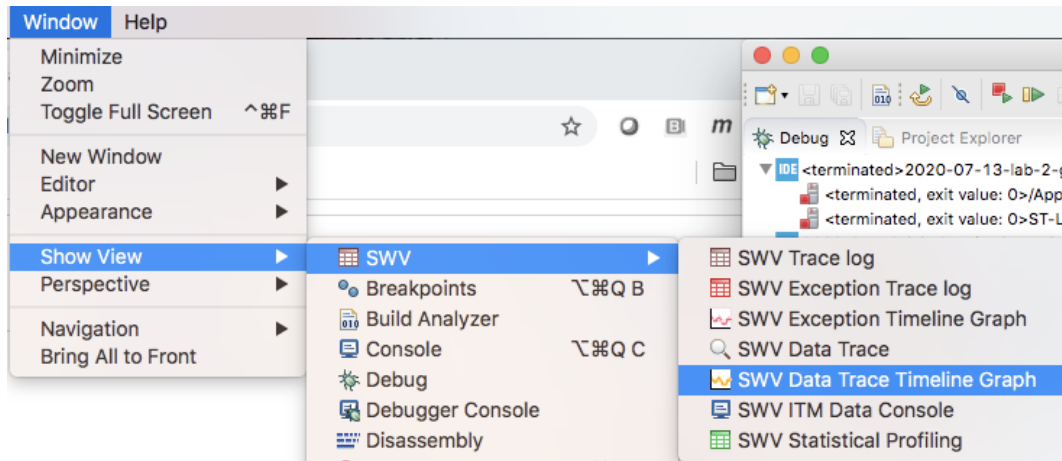 Window Help
Minimize
Zoom
Toggle Full Screen ^⌘F
New Window
Editor
Appearance
Show View
Perspective
Navigation
Bring All to Front
SWV
Breakpoints ⌥⌘Q B
Build Analyzer
Console ⌥⌘Q C
Debug
Debugger Console
Disassembly
m
Debug Project Explorer
IDE <terminated>2020-07-13-lab-2-
<terminated, exit value: 0>/App
<terminated, exit value: 0>ST-L
SWV Trace log
SWV Exception Trace log
SWV Exception Timeline Graph
SWV Data Trace
SWV Data Trace Timeline Graph
SWV ITM Data Console
SWV Statistical Profiling